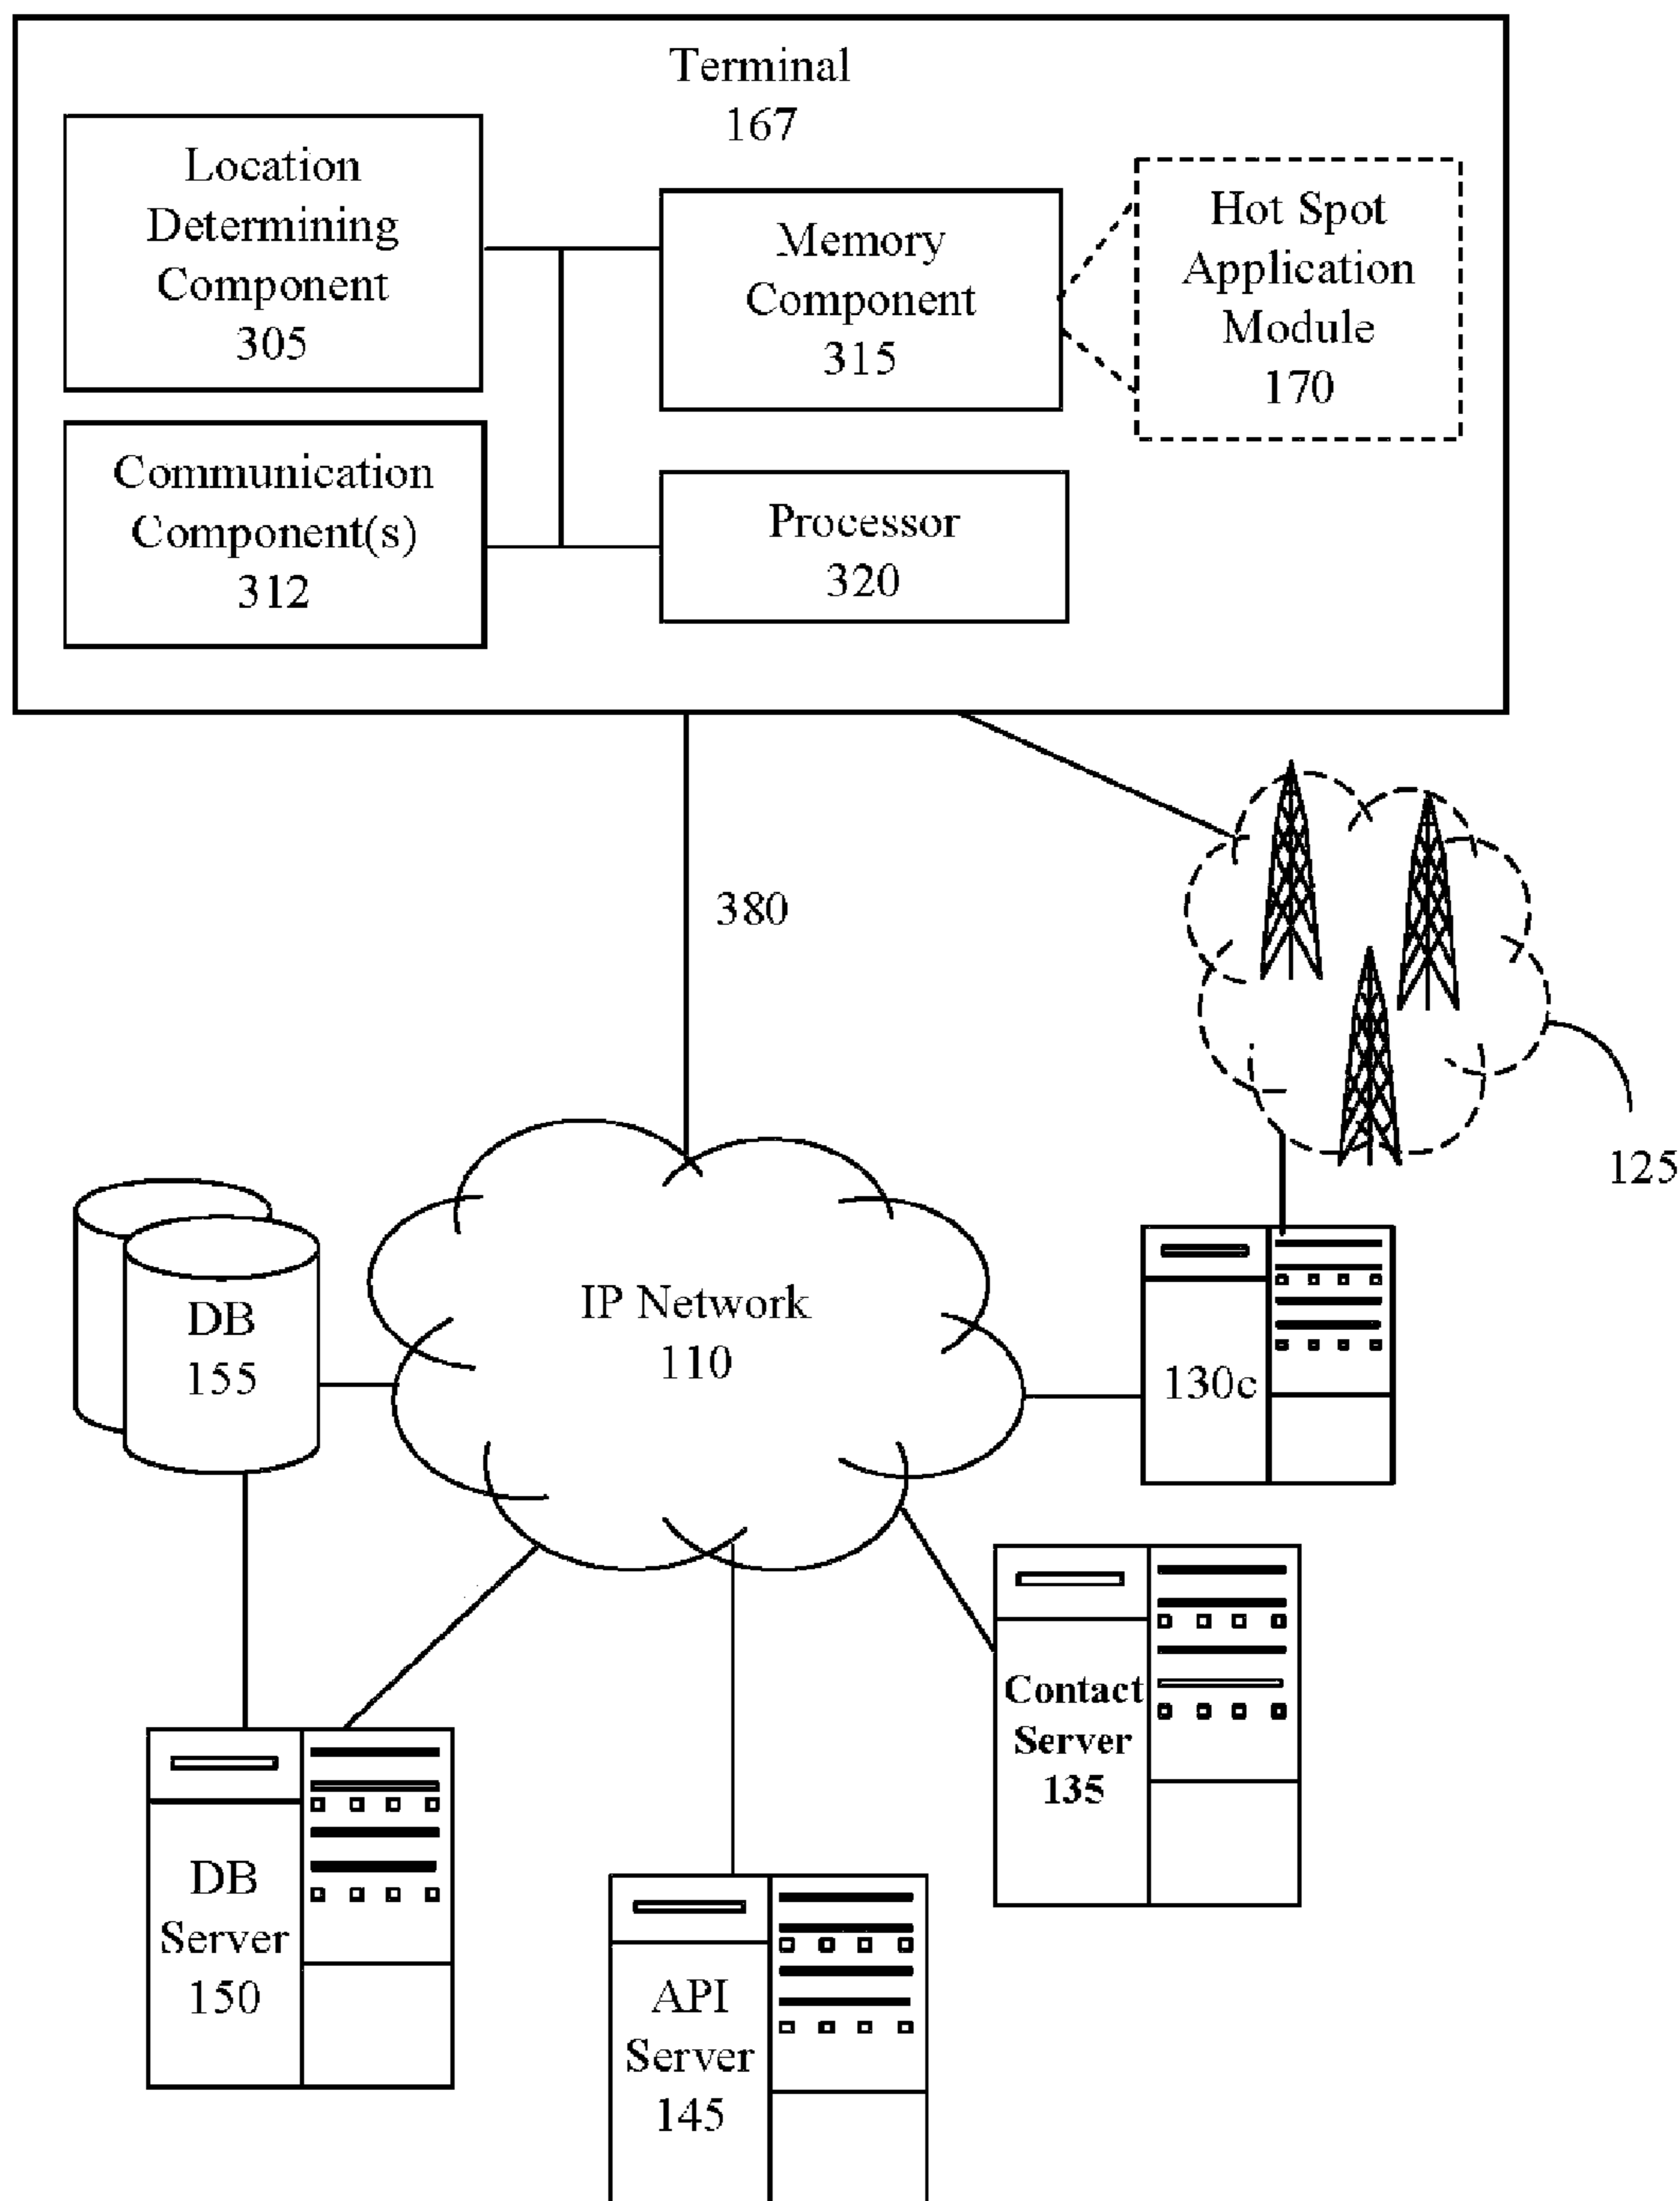 Terminal
167
Location
Determining
Component
305
Memory
Component
315
Hot Spot
Application
Module
170
Communication
Component(s)
312
Processor
320
380
125
IP Network
110
DB
155
130c
Contact
Server
135
DB
Server
150
API
Server
145